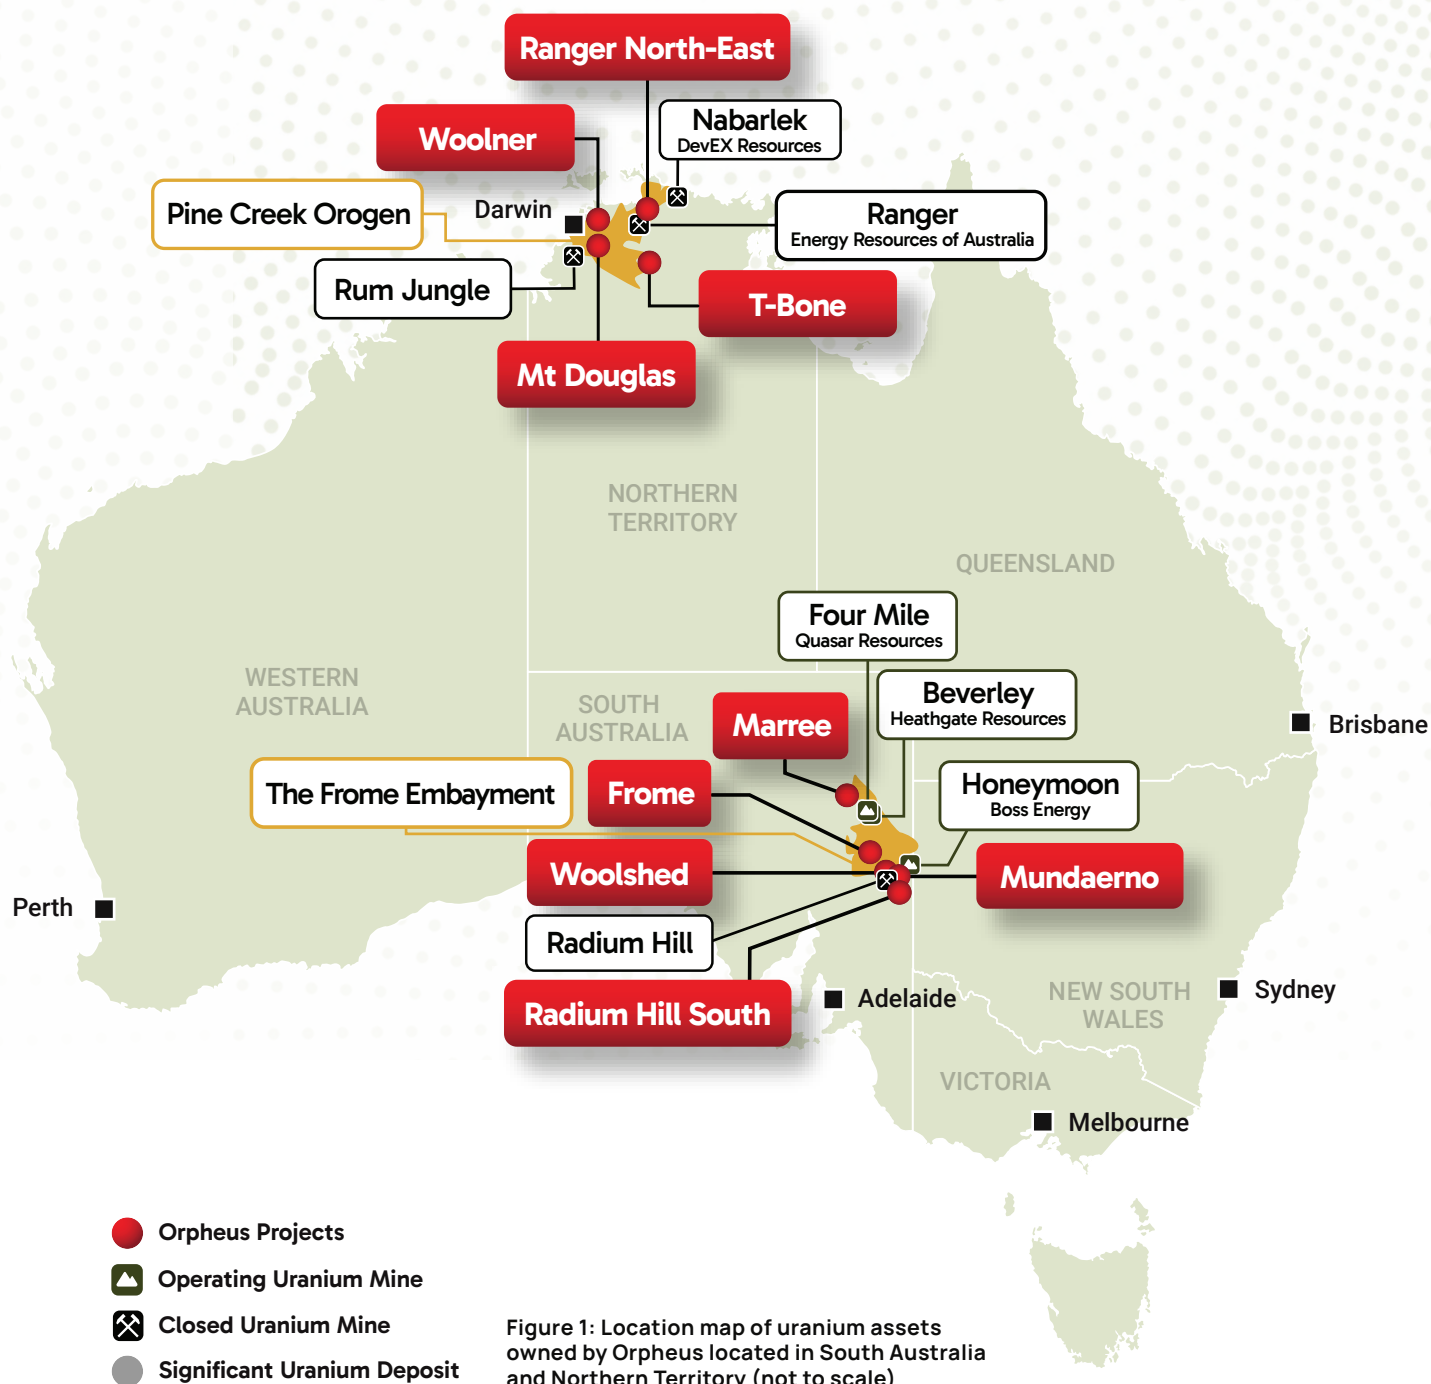 Ranger North-East
Woolner
Nabarlek
DevEX Resources
Pine Creek Orogen
Darwin
Ranger
Energy Resources of Australia
Rum Jungle
T-Bone
Mt Douglas
NORTHERN
TERRITORY
QUEENSLAND
Four Mile
Quasar Resources
WESTERN
AUSTRALIA
SOUTH
AUSTRALIA
Beverley
Heathgate Resources
Marree
Brisbane
The Frome Embayment
Frome
Honeymoon
Boss Energy
Woolshed
Mundaerno
Perth
Radium Hill
Radium Hill South
Adelaide
NEW SOUTH
WALES
Sydney
VICTORIA
Melbourne
Orpheus Projects
Operating Uranium Mine
Closed Uranium Mine
Significant Uranium Deposit
Figure 1: Location map of uranium assets
owned by Orpheus located in South Australia
and Northern Territory (not to scale)